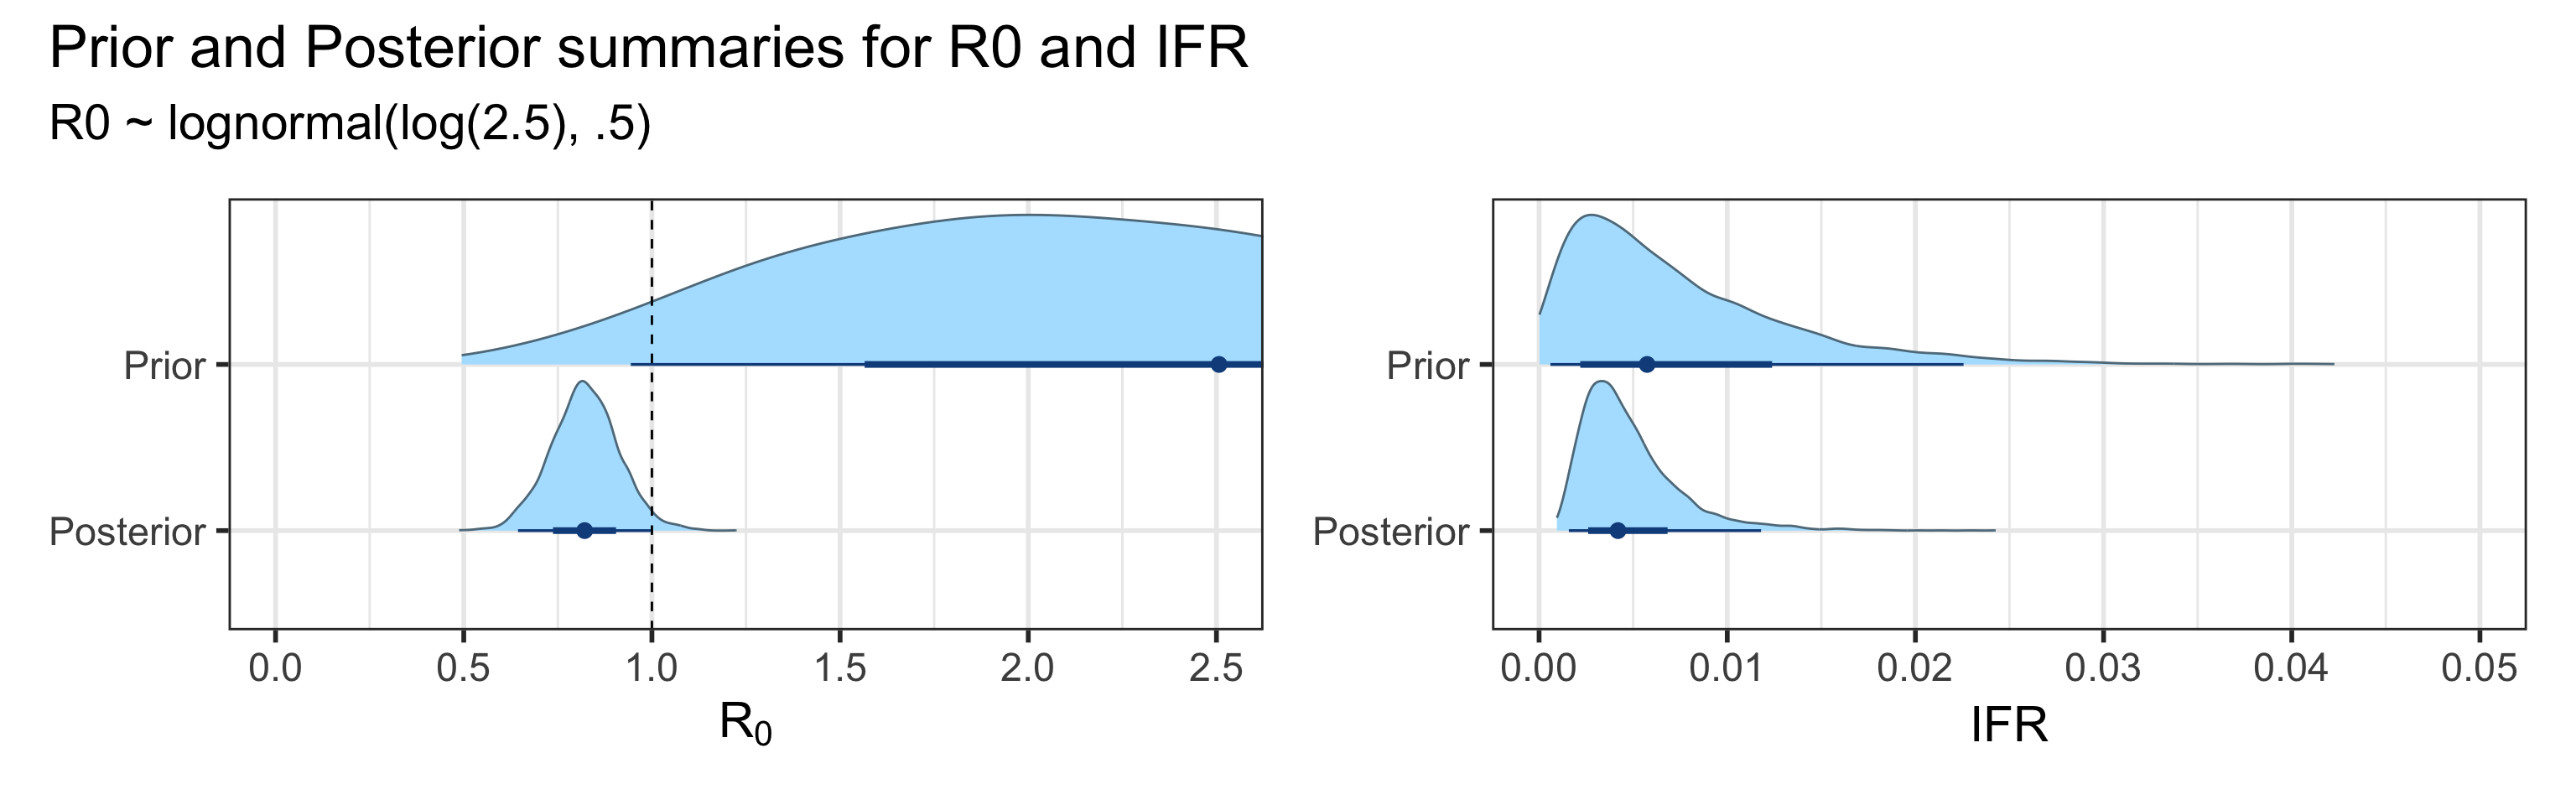 Prior and Posterior summaries for R0 and IFR
R0 ~ lognormal(log(2.5), .5)
Prior
Posterior
0.0 0.5 1.0 1.5 2.0 2.5
R₀
Prior
Posterior
0.00 0.01 0.02 0.03 0.04 0.05
IFR